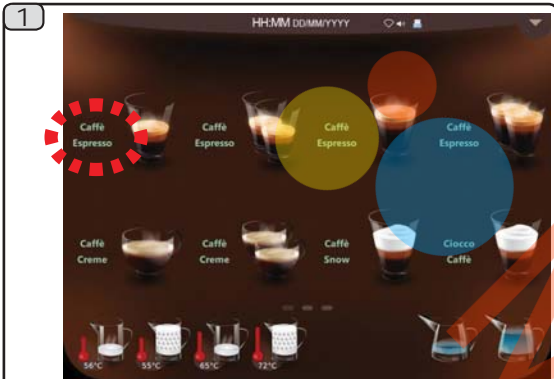 1
HH:MM DD/MM/YYYY
Caffè
Espresso
Caffè
Espresso
Caffè
Espresso
Caffè
Espresso
Caffè
Creme
Caffè
Creme
Caffè
Snow
Ciocco
Caffè
56°C
55°C
65°C
72°C